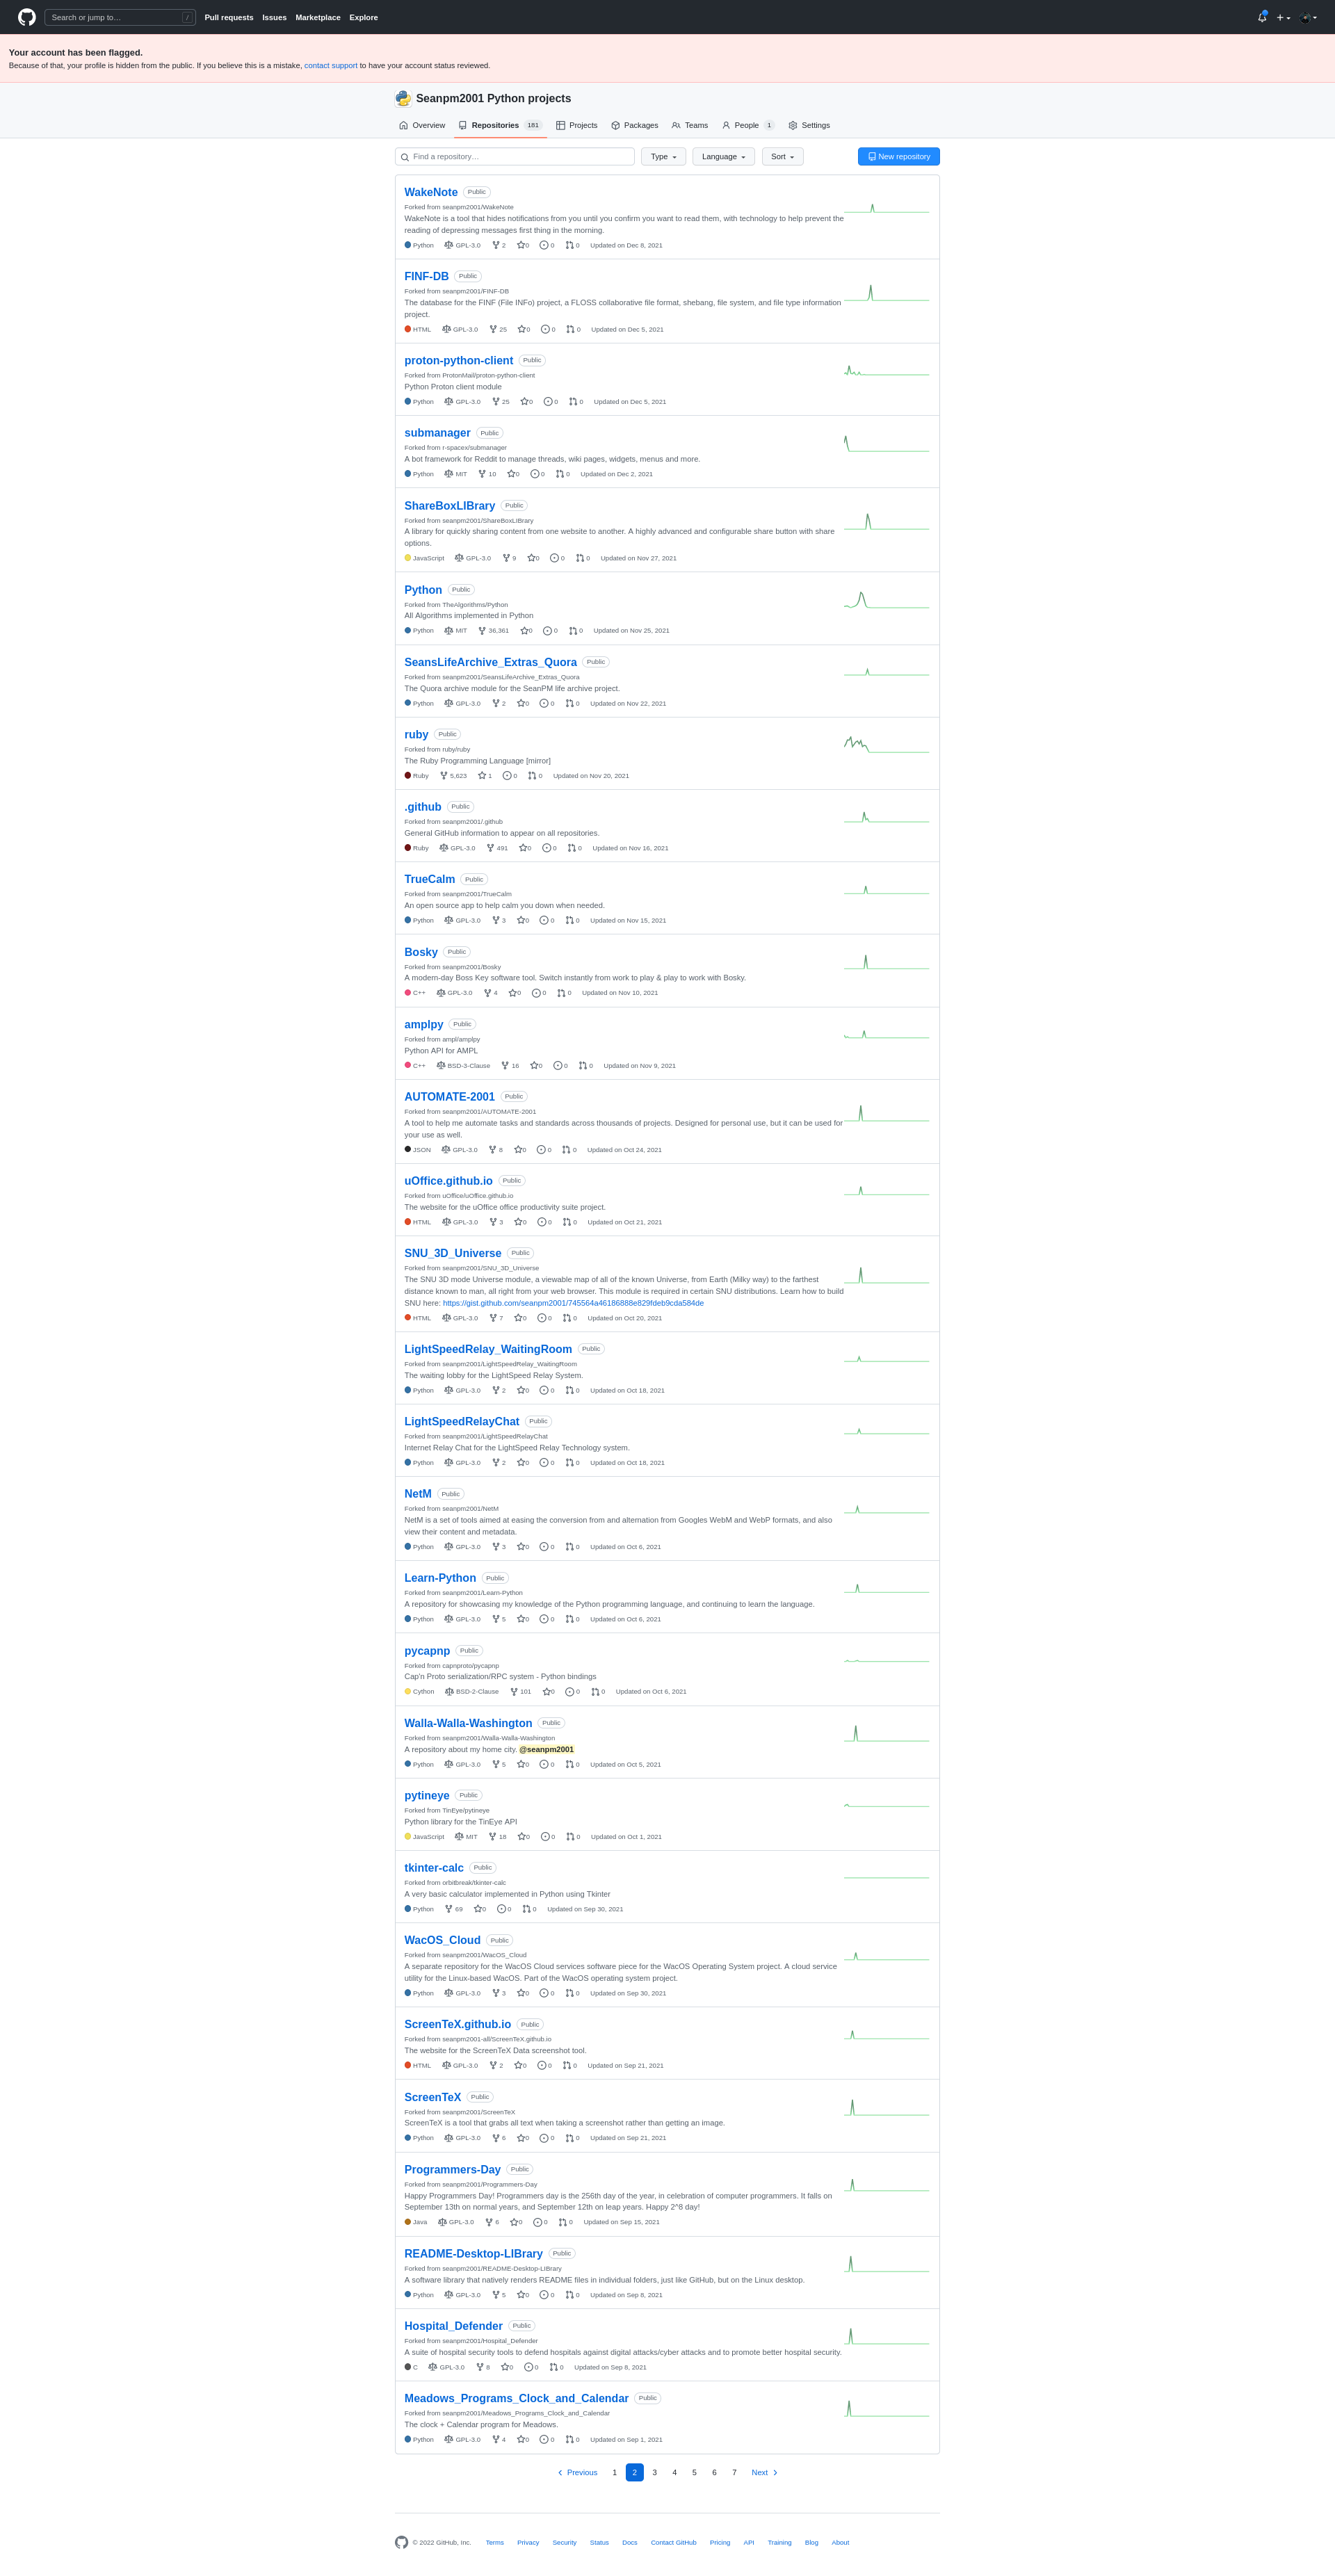 Search or jump to… /
Pull requests Issues Marketplace Explore
Your account has been flagged.
Because of that, your profile is hidden from the public. If you believe this is a mistake, contact support to have your account status reviewed.
Seanpm2001 Python projects
Overview Repositories 181 Projects Packages Teams People 1 Settings
Find a repository… Type Language Sort New repository
WakeNote Public
Forked from seanpm2001/WakeNote
WakeNote is a tool that hides notifications from you until you confirm you want to read them, with technology to help prevent the
reading of depressing messages first thing in the morning.
Python GPL-3.0 2 0 0 0 Updated on Dec 8, 2021
FINF-DB Public
Forked from seanpm2001/FINF-DB
The database for the FINF (File INFo) project, a FLOSS collaborative file format, shebang, file system, and file type information
project.
HTML GPL-3.0 25 0 0 0 Updated on Dec 5, 2021
proton-python-client Public
Forked from ProtonMail/proton-python-client
Python Proton client module
Python GPL-3.0 25 0 0 0 Updated on Dec 5, 2021
submanager Public
Forked from r-spacex/submanager
A bot framework for Reddit to manage threads, wiki pages, widgets, menus and more.
Python MIT 10 0 0 0 Updated on Dec 2, 2021
ShareBoxLIBrary Public
Forked from seanpm2001/ShareBoxLIBrary
A library for quickly sharing content from one website to another. A highly advanced and configurable share button with share
options.
JavaScript GPL-3.0 9 0 0 0 Updated on Nov 27, 2021
Python Public
Forked from TheAlgorithms/Python
All Algorithms implemented in Python
Python MIT 36,361 0 0 0 Updated on Nov 25, 2021
SeansLifeArchive_Extras_Quora Public
Forked from seanpm2001/SeansLifeArchive_Extras_Quora
The Quora archive module for the SeanPM life archive project.
Python GPL-3.0 2 0 0 0 Updated on Nov 22, 2021
ruby Public
Forked from ruby/ruby
The Ruby Programming Language [mirror]
Ruby 5,623 1 0 0 Updated on Nov 20, 2021
.github Public
Forked from seanpm2001/.github
General GitHub information to appear on all repositories.
Ruby GPL-3.0 491 0 0 0 Updated on Nov 16, 2021
TrueCalm Public
Forked from seanpm2001/TrueCalm
An open source app to help calm you down when needed.
Python GPL-3.0 3 0 0 0 Updated on Nov 15, 2021
Bosky Public
Forked from seanpm2001/Bosky
A modern-day Boss Key software tool. Switch instantly from work to play & play to work with Bosky.
C++ GPL-3.0 4 0 0 0 Updated on Nov 10, 2021
amplpy Public
Forked from ampl/amplpy
Python API for AMPL
C++ BSD-3-Clause 16 0 0 0 Updated on Nov 9, 2021
AUTOMATE-2001 Public
Forked from seanpm2001/AUTOMATE-2001
A tool to help me automate tasks and standards across thousands of projects. Designed for personal use, but it can be used for
your use as well.
JSON GPL-3.0 8 0 0 0 Updated on Oct 24, 2021
uOffice.github.io Public
Forked from uOffice/uOffice.github.io
The website for the uOffice office productivity suite project.
HTML GPL-3.0 3 0 0 0 Updated on Oct 21, 2021
SNU_3D_Universe Public
Forked from seanpm2001/SNU_3D_Universe
The SNU 3D mode Universe module, a viewable map of all of the known Universe, from Earth (Milky way) to the farthest
distance known to man, all right from your web browser. This module is required in certain SNU distributions. Learn how to build
SNU here: https://gist.github.com/seanpm2001/745564a46186888e829fdeb9cda584de
HTML GPL-3.0 7 0 0 0 Updated on Oct 20, 2021
LightSpeedRelay_WaitingRoom Public
Forked from seanpm2001/LightSpeedRelay_WaitingRoom
The waiting lobby for the LightSpeed Relay System.
Python GPL-3.0 2 0 0 0 Updated on Oct 18, 2021
LightSpeedRelayChat Public
Forked from seanpm2001/LightSpeedRelayChat
Internet Relay Chat for the LightSpeed Relay Technology system.
Python GPL-3.0 2 0 0 0 Updated on Oct 18, 2021
NetM Public
Forked from seanpm2001/NetM
NetM is a set of tools aimed at easing the conversion from and alternation from Googles WebM and WebP formats, and also
view their content and metadata.
Python GPL-3.0 3 0 0 0 Updated on Oct 6, 2021
Learn-Python Public
Forked from seanpm2001/Learn-Python
A repository for showcasing my knowledge of the Python programming language, and continuing to learn the language.
Python GPL-3.0 5 0 0 0 Updated on Oct 6, 2021
pycapnp Public
Forked from capnproto/pycapnp
Cap'n Proto serialization/RPC system - Python bindings
Cython BSD-2-Clause 101 0 0 0 Updated on Oct 6, 2021
Walla-Walla-Washington Public
Forked from seanpm2001/Walla-Walla-Washington
A repository about my home city. @seanpm2001
Python GPL-3.0 5 0 0 0 Updated on Oct 5, 2021
pytineye Public
Forked from TinEye/pytineye
Python library for the TinEye API
JavaScript MIT 18 0 0 0 Updated on Oct 1, 2021
tkinter-calc Public
Forked from orbitbreak/tkinter-calc
A very basic calculator implemented in Python using Tkinter
Python 69 0 0 0 Updated on Sep 30, 2021
WacOS_Cloud Public
Forked from seanpm2001/WacOS_Cloud
A separate repository for the WacOS Cloud services software piece for the WacOS Operating System project. A cloud service
utility for the Linux-based WacOS. Part of the WacOS operating system project.
Python GPL-3.0 3 0 0 0 Updated on Sep 30, 2021
ScreenTeX.github.io Public
Forked from seanpm2001-all/ScreenTeX.github.io
The website for the ScreenTeX Data screenshot tool.
HTML GPL-3.0 2 0 0 0 Updated on Sep 21, 2021
ScreenTeX Public
Forked from seanpm2001/ScreenTeX
ScreenTeX is a tool that grabs all text when taking a screenshot rather than getting an image.
Python GPL-3.0 6 0 0 0 Updated on Sep 21, 2021
Programmers-Day Public
Forked from seanpm2001/Programmers-Day
Happy Programmers Day! Programmers day is the 256th day of the year, in celebration of computer programmers. It falls on
September 13th on normal years, and September 12th on leap years. Happy 2^8 day!
Java GPL-3.0 6 0 0 0 Updated on Sep 15, 2021
README-Desktop-LIBrary Public
Forked from seanpm2001/README-Desktop-LIBrary
A software library that natively renders README files in individual folders, just like GitHub, but on the Linux desktop.
Python GPL-3.0 5 0 0 0 Updated on Sep 8, 2021
Hospital_Defender Public
Forked from seanpm2001/Hospital_Defender
A suite of hospital security tools to defend hospitals against digital attacks/cyber attacks and to promote better hospital security.
C GPL-3.0 8 0 0 0 Updated on Sep 8, 2021
Meadows_Programs_Clock_and_Calendar Public
Forked from seanpm2001/Meadows_Programs_Clock_and_Calendar
The clock + Calendar program for Meadows.
Python GPL-3.0 4 0 0 0 Updated on Sep 1, 2021
Previous 1 2 3 4 5 6 7 Next
© 2022 GitHub, Inc. Terms Privacy Security Status Docs Contact GitHub Pricing API Training Blog About